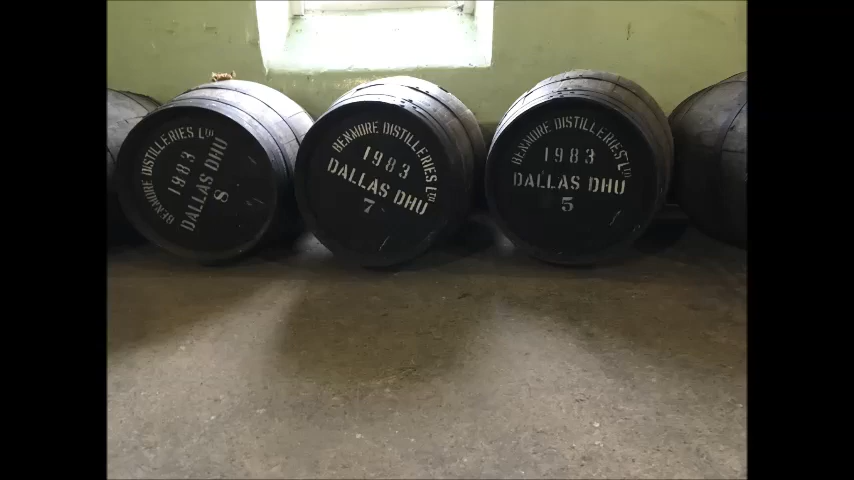 BENMORE DISTILLERIES LTD
1983
DALLAS DHU
8
BENMORE DISTILLERIES LTD
1983
DALLAS DHU
7
BENMORE DISTILLERIES LTD
1983
DALLAS DHU
5